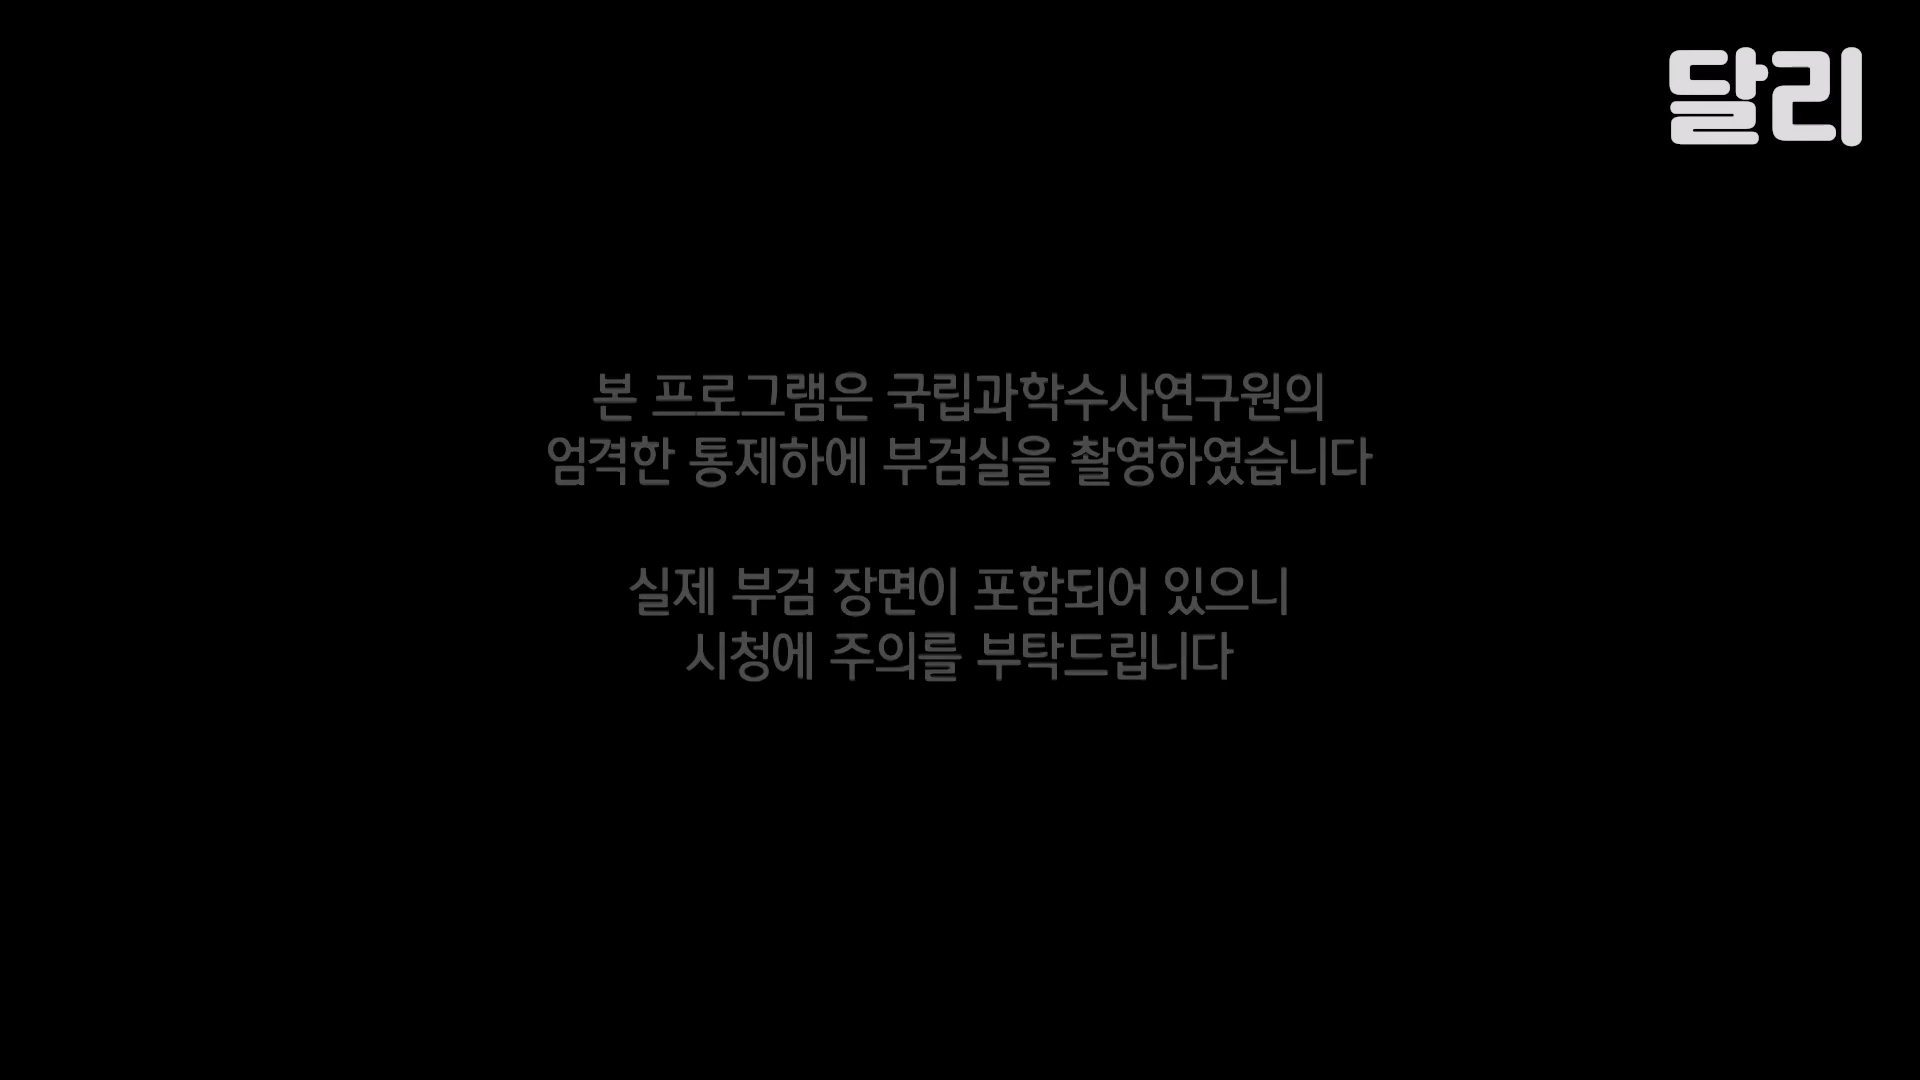 달리
본 프로그램은 국립과학수사연구원의
엄격한 통제하에 부검실을 촬영하였습니다
실제 부검 장면이 포함되어 있으니
시청에 주의를 부탁드립니다